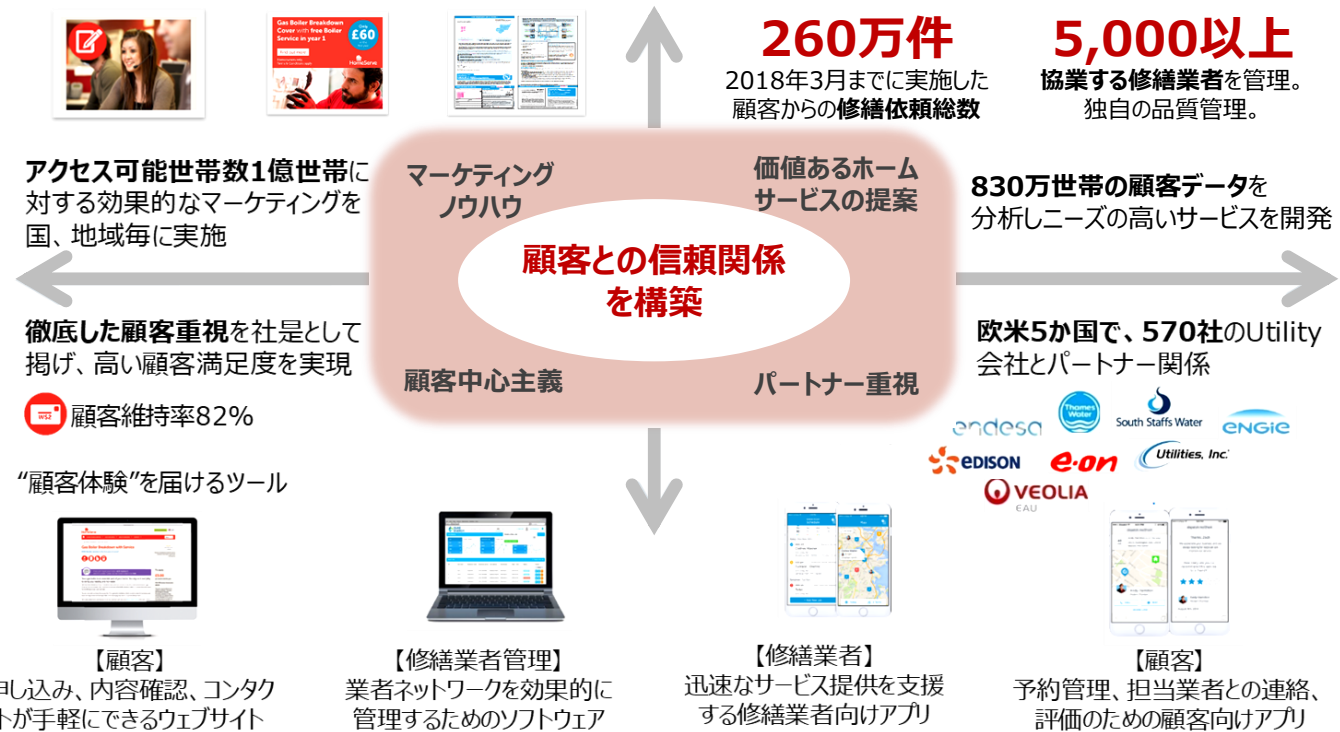 Gas Boiler Breakdown
Cover with free Boiler
Service in year 1
£60
HomeServe
260万件
2018年3月までに実施した
顧客からの修繕依頼総数
5,000以上
協業する修繕業者を管理。
独自の品質管理。
アクセス可能世帯数1億世帯に
対する効果的なマーケティングを
国、地域毎に実施
マーケティング
ノウハウ
価値あるホーム
サービスの提案
830万世帯の顧客データを
分析しニーズの高いサービスを開発
顧客との信頼関係
を構築
徹底した顧客重視を社是として
掲げ、高い顧客満足度を実現
顧客維持率82%
顧客中心主義
パートナー重視
欧米5か国で、570社のUtility
会社とパートナー関係
endesa
Thames
Water
South Staffs Water
ENGIE
EDISON
e·on
Utilities, Inc.
VEOLIA
EAU
“顧客体験”を届けるツール
【顧客】
申し込み、内容確認、コンタク
トが手軽にできるウェブサイト
【修繕業者管理】
業者ネットワークを効果的に
管理するためのソフトウェア
【修繕業者】
迅速なサービス提供を支援
する修繕業者向けアプリ
【顧客】
予約管理、担当業者との連絡、
評価のための顧客向けアプリ